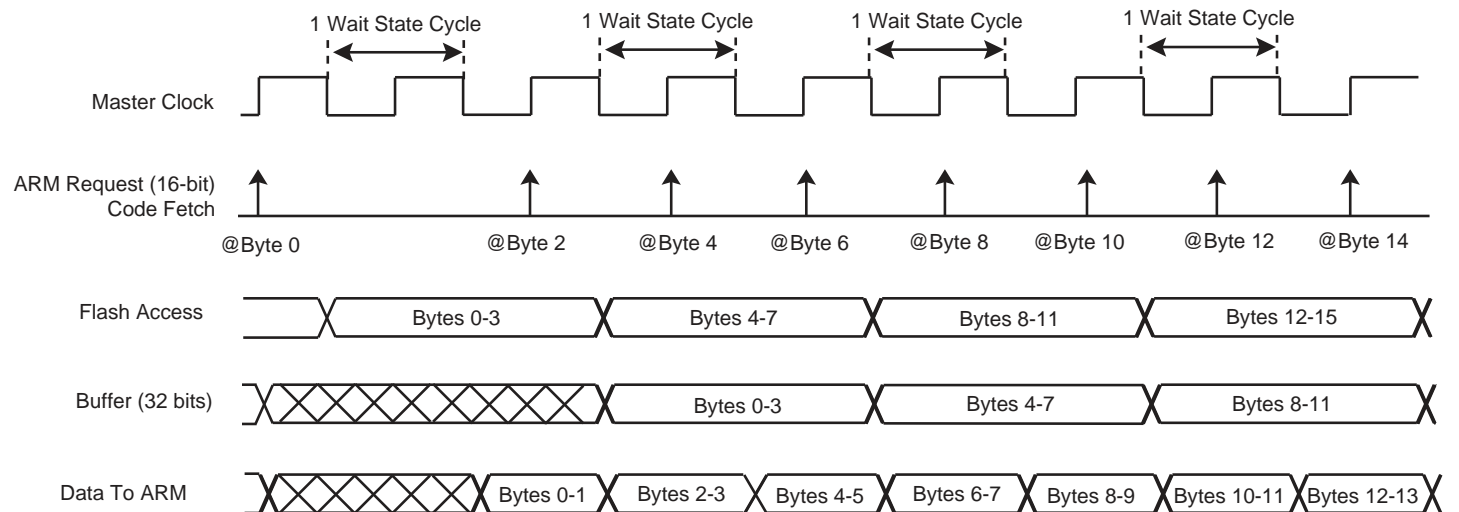 1 Wait State Cycle 1 Wait State Cycle 1 Wait State Cycle 1 Wait State Cycle
Master Clock
ARM Request (16-bit)
Code Fetch
@Byte 0 @Byte 2 @Byte 4 @Byte 6 @Byte 8 @Byte 10 @Byte 12 @Byte 14
Flash Access Bytes 0-3 Bytes 4-7 Bytes 8-11 Bytes 12-15
Buffer (32 bits) Bytes 0-3 Bytes 4-7 Bytes 8-11
Data To ARM Bytes 0-1 Bytes 2-3 Bytes 4-5 Bytes 6-7 Bytes 8-9 Bytes 10-11 Bytes 12-13